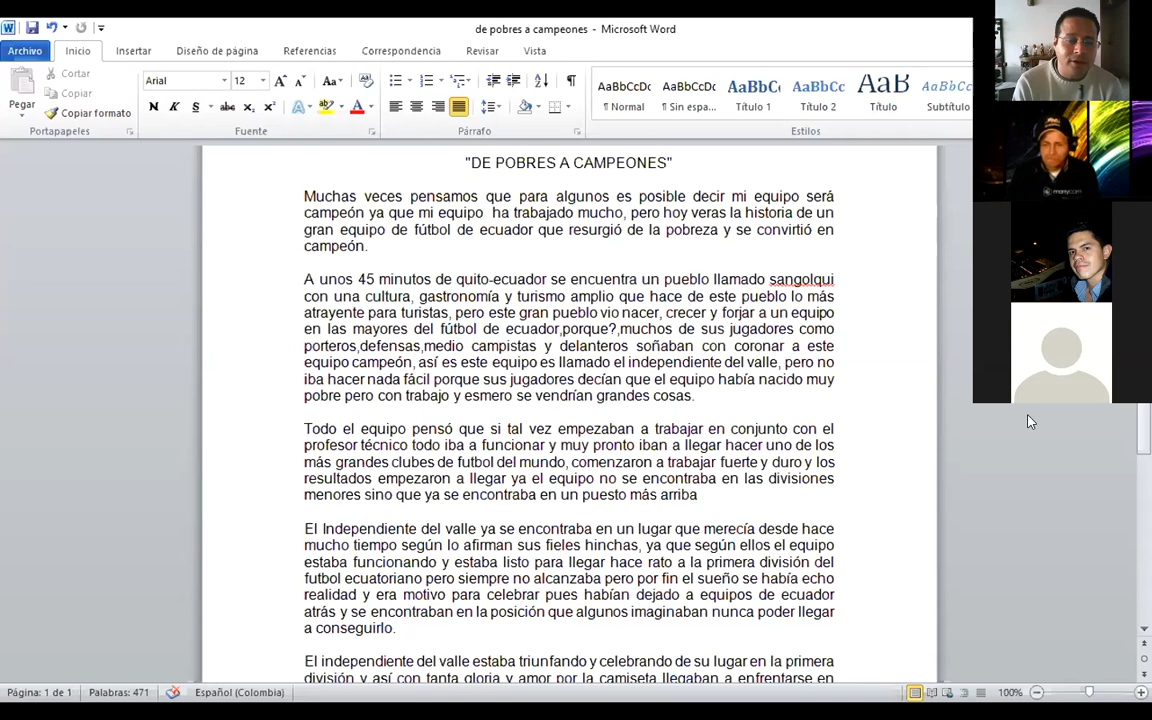 de pobres a campeones - Microsoft Word
Archivo Inicio Insertar Diseño de página Referencias Correspondencia Revisar Vista
Pegar
Cortar
Copiar
Copiar formato
Portapapeles
Arial 12
Fuente
Párrafo
AaBbCcDc AaBbCcDc AaBbC AaBbCc AaB AaBbCc
¶ Normal ¶ Sin espa... Título 1 Título 2 Título Subtítulo
Estilos
manycam
"DE POBRES A CAMPEONES"
Muchas veces pensamos que para algunos es posible decir mi equipo será
campeón ya que mi equipo ha trabajado mucho, pero hoy veras la historia de un
gran equipo de fútbol de ecuador que resurgió de la pobreza y se convirtió en
campeón.
A unos 45 minutos de quito-ecuador se encuentra un pueblo llamado sangolqui
con una cultura, gastronomía y turismo amplio que hace de este pueblo lo más
atrayente para turistas, pero este gran pueblo vio nacer, crecer y forjar a un equipo
en las mayores del fútbol de ecuador,porque?,muchos de sus jugadores como
porteros,defensas,medio campistas y delanteros soñaban con coronar a este
equipo campeón, así es este equipo es llamado el independiente del valle, pero no
iba hacer nada fácil porque sus jugadores decían que el equipo había nacido muy
pobre pero con trabajo y esmero se vendrían grandes cosas.
Todo el equipo pensó que si tal vez empezaban a trabajar en conjunto con el
profesor técnico todo iba a funcionar y muy pronto iban a llegar hacer uno de los
más grandes clubes de futbol del mundo, comenzaron a trabajar fuerte y duro y los
resultados empezaron a llegar ya el equipo no se encontraba en las divisiones
menores sino que ya se encontraba en un puesto más arriba
El Independiente del valle ya se encontraba en un lugar que merecía desde hace
mucho tiempo según lo afirman sus fieles hinchas, ya que según ellos el equipo
estaba funcionando y estaba listo para llegar hace rato a la primera división del
futbol ecuatoriano pero siempre no alcanzaba pero por fin el sueño se había echo
realidad y era motivo para celebrar pues habían dejado a equipos de ecuador
atrás y se encontraban en la posición que algunos imaginaban nunca poder llegar
a conseguirlo.
El independiente del valle estaba triunfando y celebrando de su lugar en la primera
división y así con tanta gloria y amor por la camiseta llegaban a enfrentarse en
Página: 1 de 1 Palabras: 471 Español (Colombia) 100%